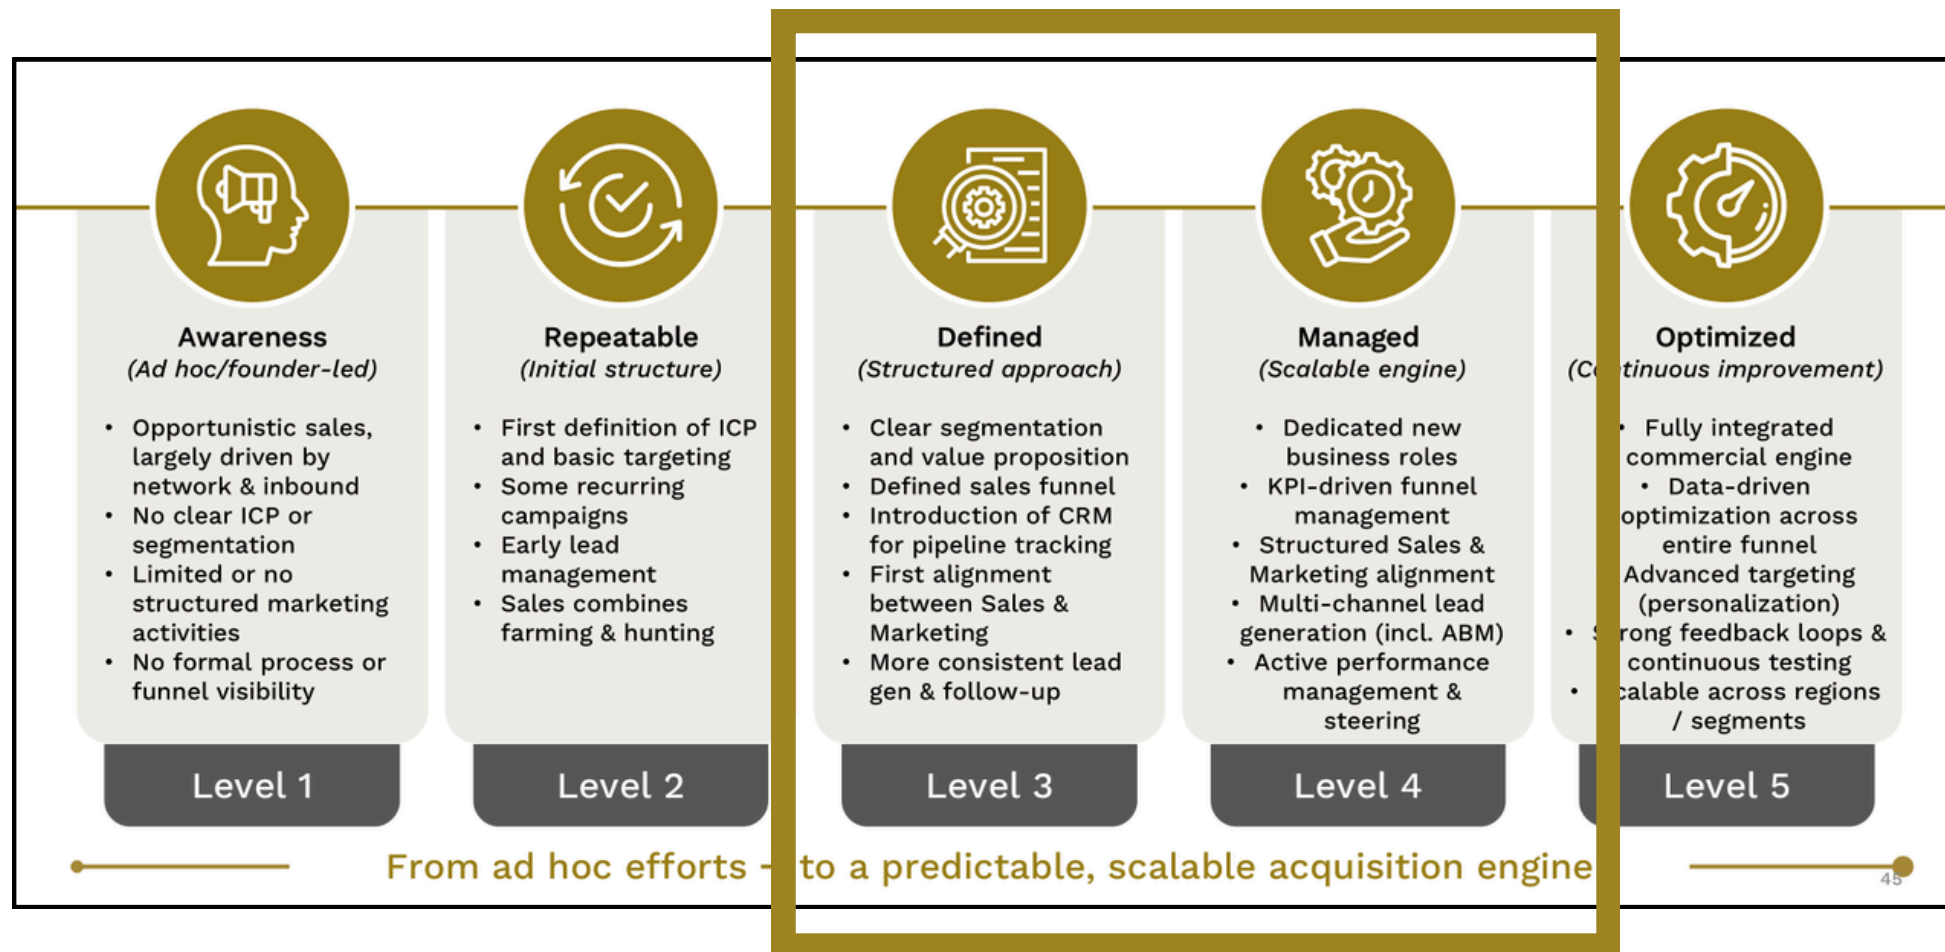 Awareness
(Ad hoc/founder-led)
• Opportunistic sales,
largely driven by
network & inbound
• No clear ICP or
segmentation
• Limited or no
structured marketing
activities
• No formal process or
funnel visibility
Level 1
Repeatable
(Initial structure)
• First definition of ICP
and basic targeting
• Some recurring
campaigns
• Early lead
management
• Sales combines
farming & hunting
Level 2
Defined
(Structured approach)
• Clear segmentation
and value proposition
• Defined sales funnel
• Introduction of CRM
for pipeline tracking
• First alignment
between Sales &
Marketing
• More consistent lead
gen & follow-up
Level 3
Managed
(Scalable engine)
• Dedicated new
business roles
• KPI-driven funnel
management
• Structured Sales &
Marketing alignment
• Multi-channel lead
generation (incl. ABM)
• Active performance
management &
steering
Level 4
Optimized
(Continuous improvement)
• Fully integrated
commercial engine
• Data-driven
optimization across
entire funnel
Advanced targeting
(personalization)
• Strong feedback loops &
continuous testing
• Scalable across regions
/ segments
Level 5
From ad hoc efforts - to a predictable, scalable acquisition engine
45